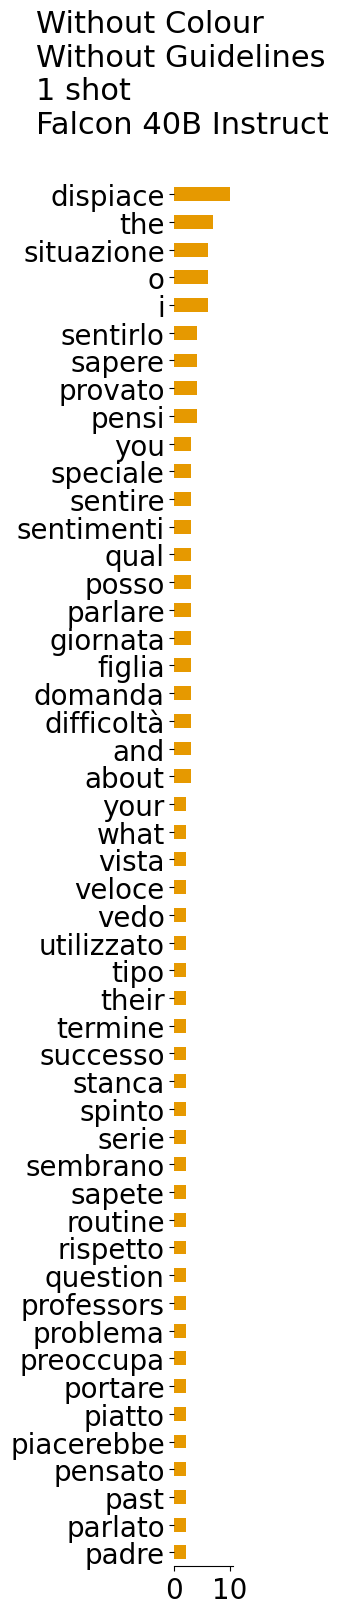 Without Colour
Without Guidelines
1 shot
Falcon 40B Instruct
dispiace
the
situazione
o
i
sentirlo
sapere
provato
pensi
you
speciale
sentire
sentimenti
qual
posso
parlare
giornata
figlia
domanda
difficoltà
and
about
your
what
vista
veloce
vedo
utilizzato
tipo
their
termine
successo
stanca
spinto
serie
sembrano
sapete
routine
rispetto
question
professors
problema
preoccupa
portare
piatto
piacerebbe
pensato
past
parlato
padre
0 10